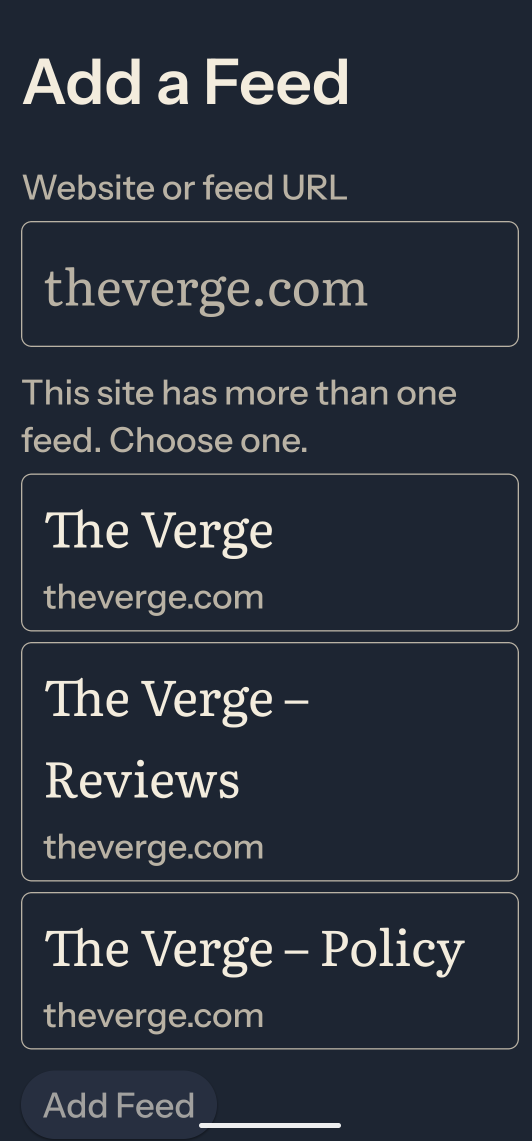 Add a Feed
Website or feed URL
theverge.com
This site has more than one
feed. Choose one.
The Verge
theverge.com
The Verge –
Reviews
theverge.com
The Verge – Policy
theverge.com
Add Feed